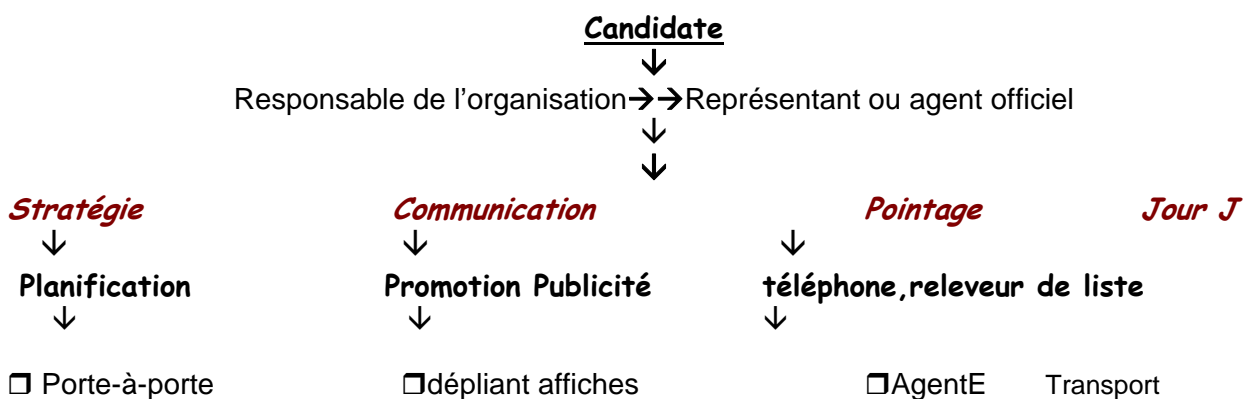 Candidate
↓
Responsable de l’organisation→→Représentant ou agent officiel
↓
↓
Stratégie Communication Pointage Jour J
↓ ↓ ↓
Planification Promotion Publicité téléphone,releveur de liste
↓ ↓ ↓
❒ Porte-à-porte ❒dépliant affiches ❒AgentE Transport